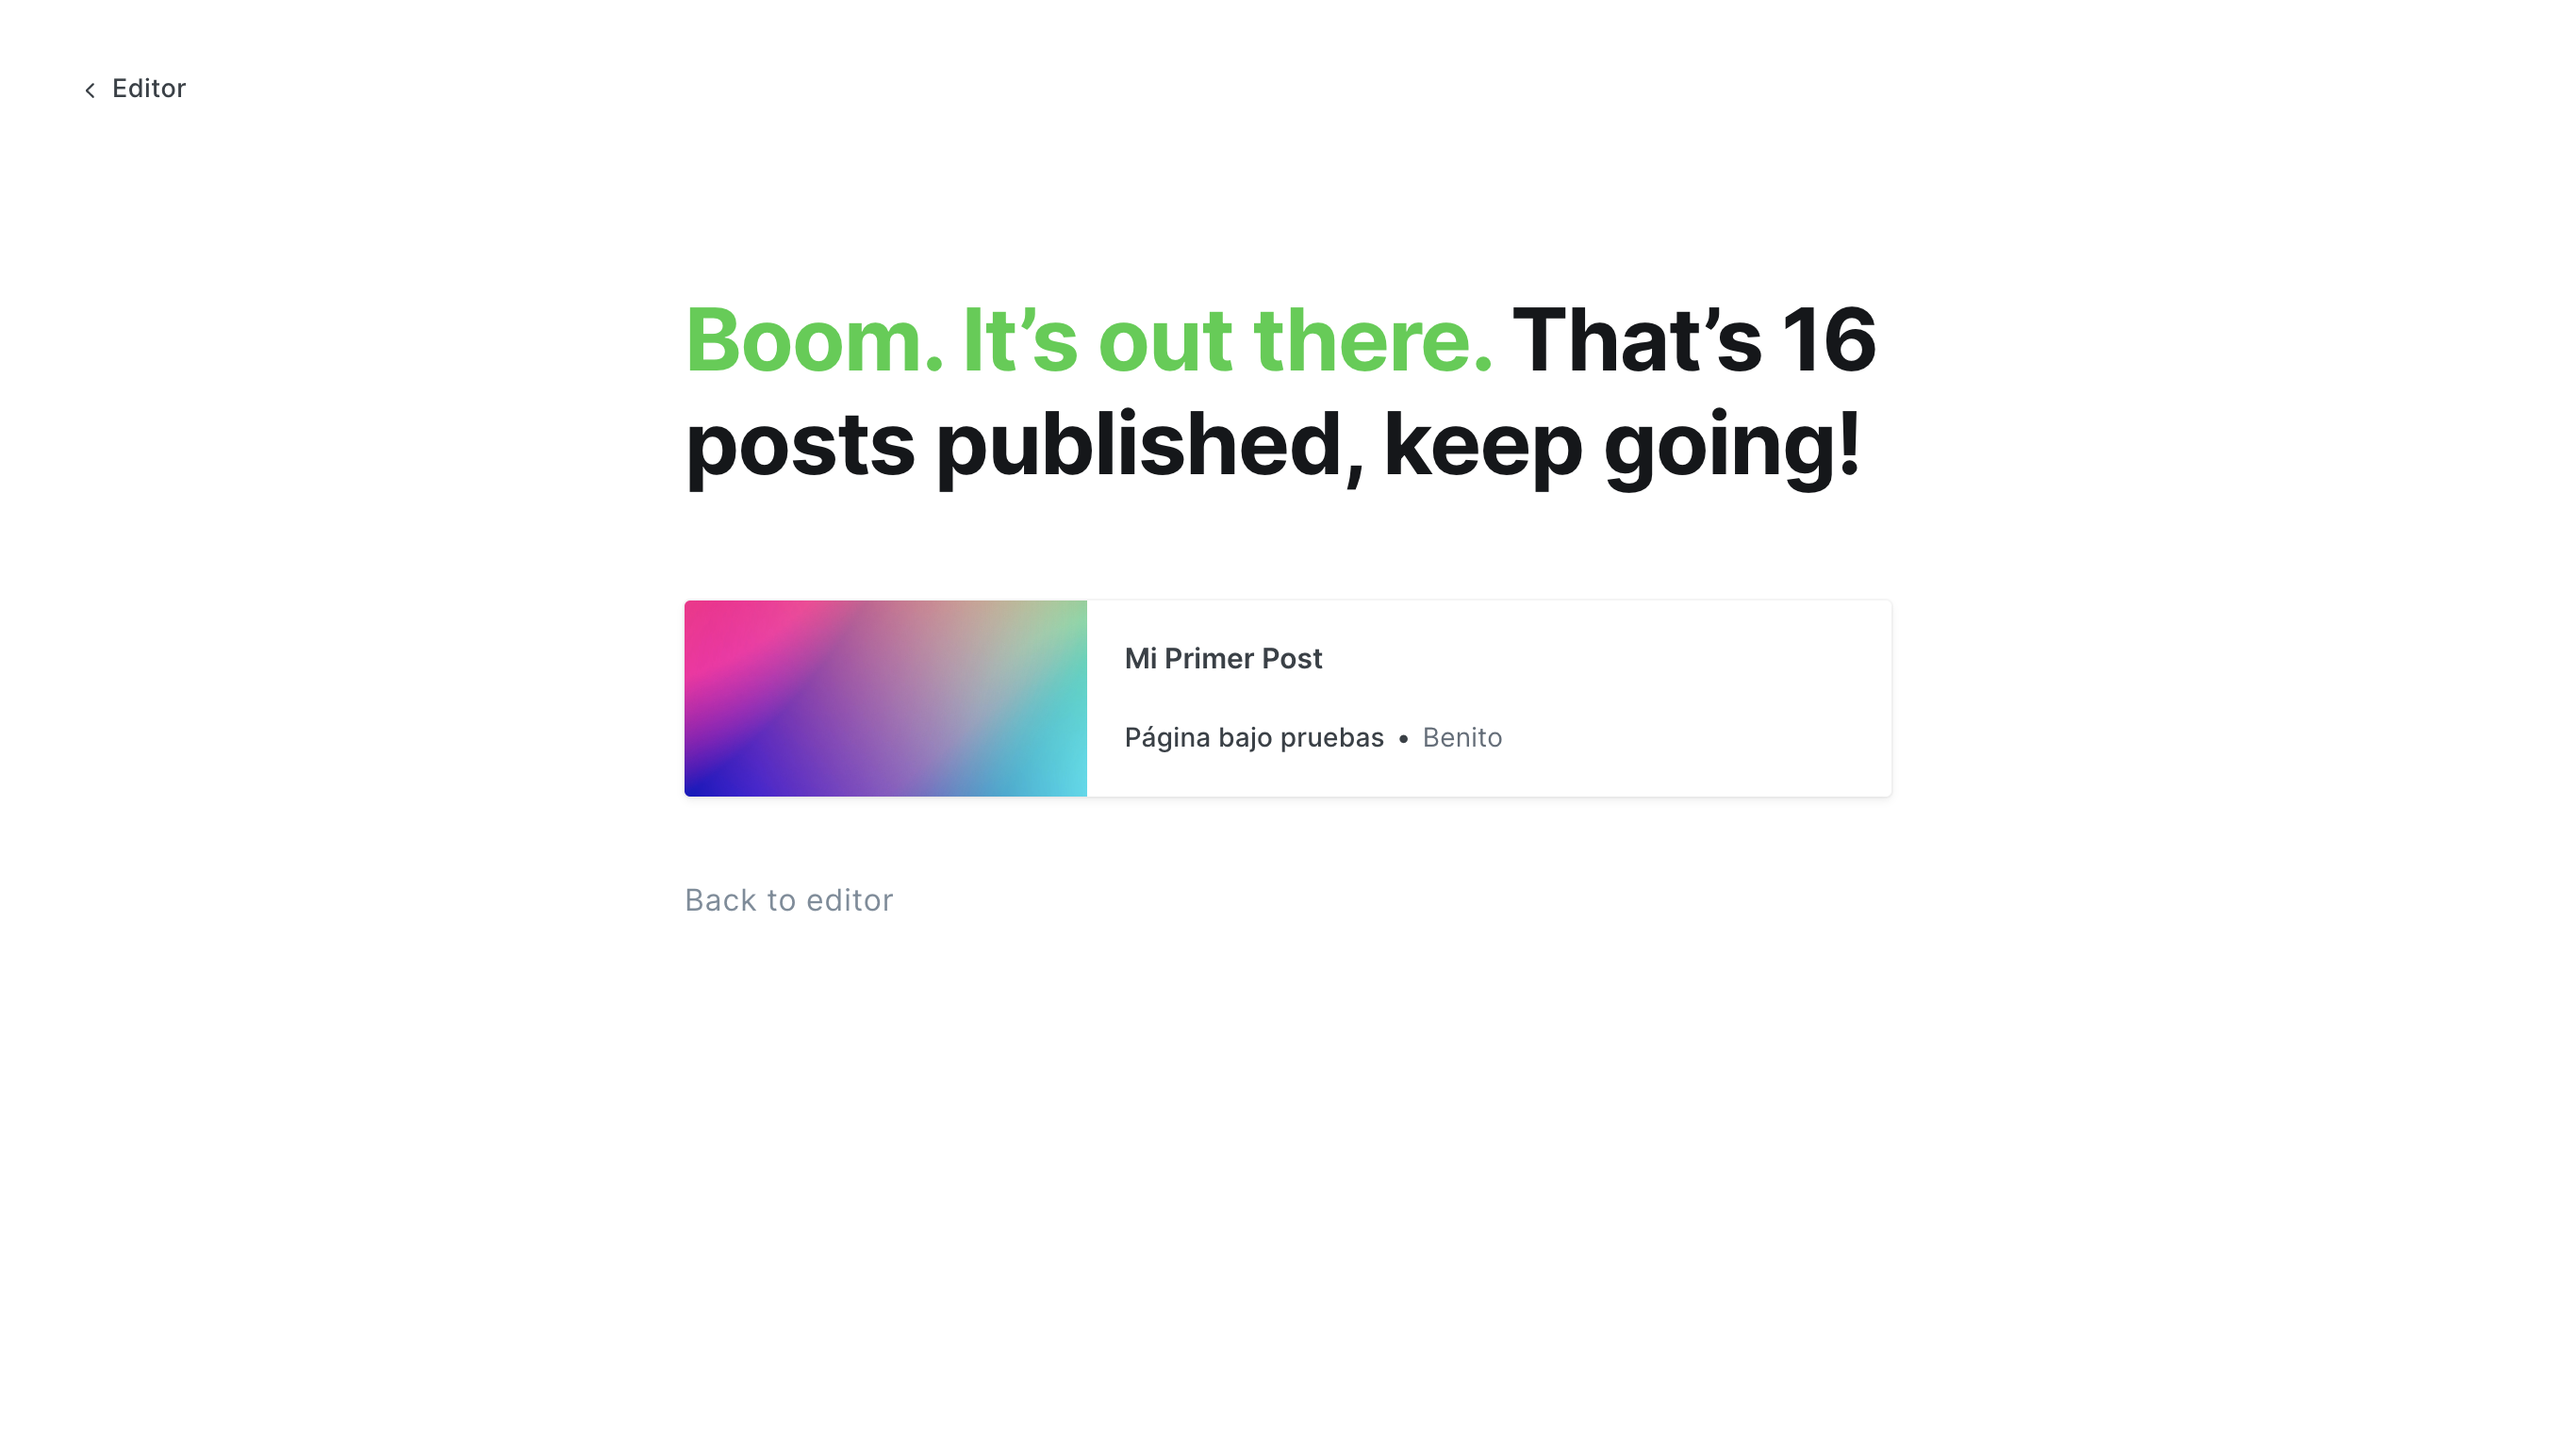 Editor
Boom. It’s out there. That’s 16
posts published, keep going!
Mi Primer Post
Página bajo pruebas • Benito
Back to editor